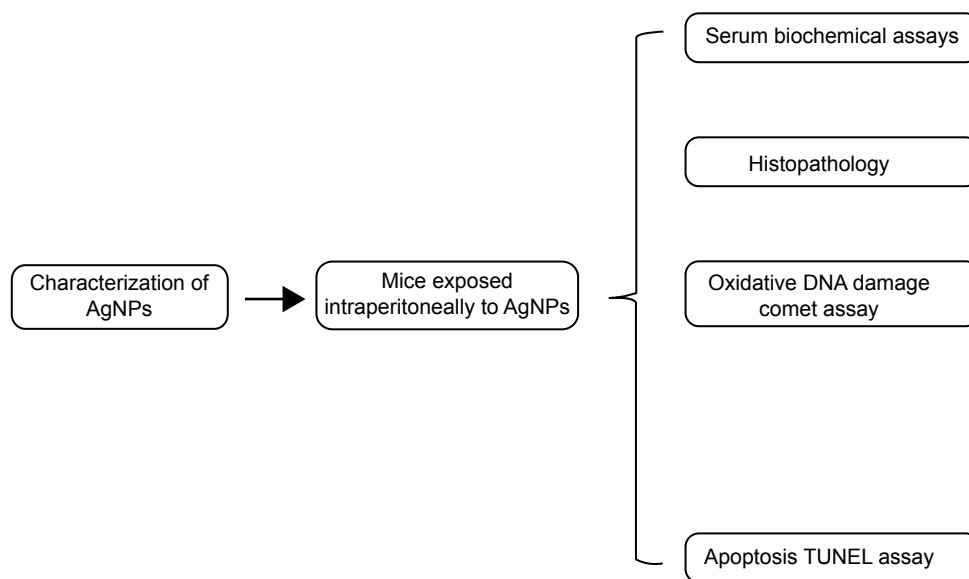 Serum biochemical assays
Histopathology
Characterization of
AgNPs
Mice exposed
intraperitoneally to AgNPs
Oxidative DNA damage
comet assay
Apoptosis TUNEL assay